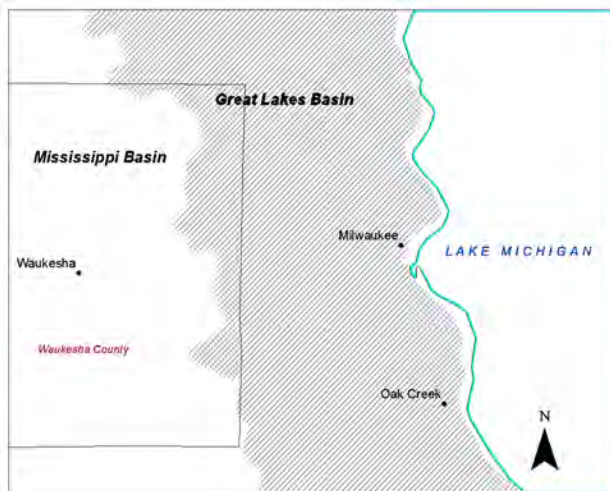 Great Lakes Basin
Mississippi Basin
Milwaukee
LAKE MICHIGAN
Waukesha
Waukesha County
Oak Creek
N